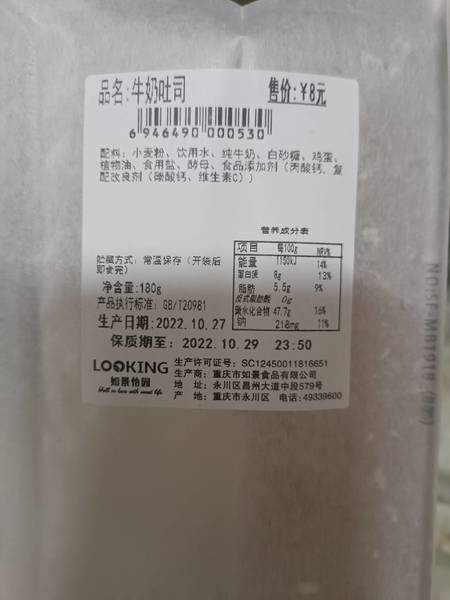 品名:牛奶吐司 售价:¥8元
6 946490 000530
配料：小麦粉、饮用水、纯牛奶、白砂糖、鸡蛋、
植物油、食用盐、酵母、食品添加剂（丙酸钙、复
配改良剂（碳酸钙、维生素C））
营养成分表
项目 每100g NRV%
能量 1150kJ 14%
蛋白质 8g 13%
脂肪 5.5g 9%
反式脂肪酸 0g
碳水化合物 47.7g 16%
钠 218mg 11%
贮藏方式：常温保存（开袋后
即食完）
净含量:180g
产品执行标准：GB/T20981
生产日期:2022.10.27
保质期至：2022.10.29 23:50
LOOKING
如景怡园
生产许可证号：SC12450011816651
生产商：重庆市如景食品有限公司
地 址：永川区昌州大道中段579号
产 地：重庆市永川区 电话:49339600